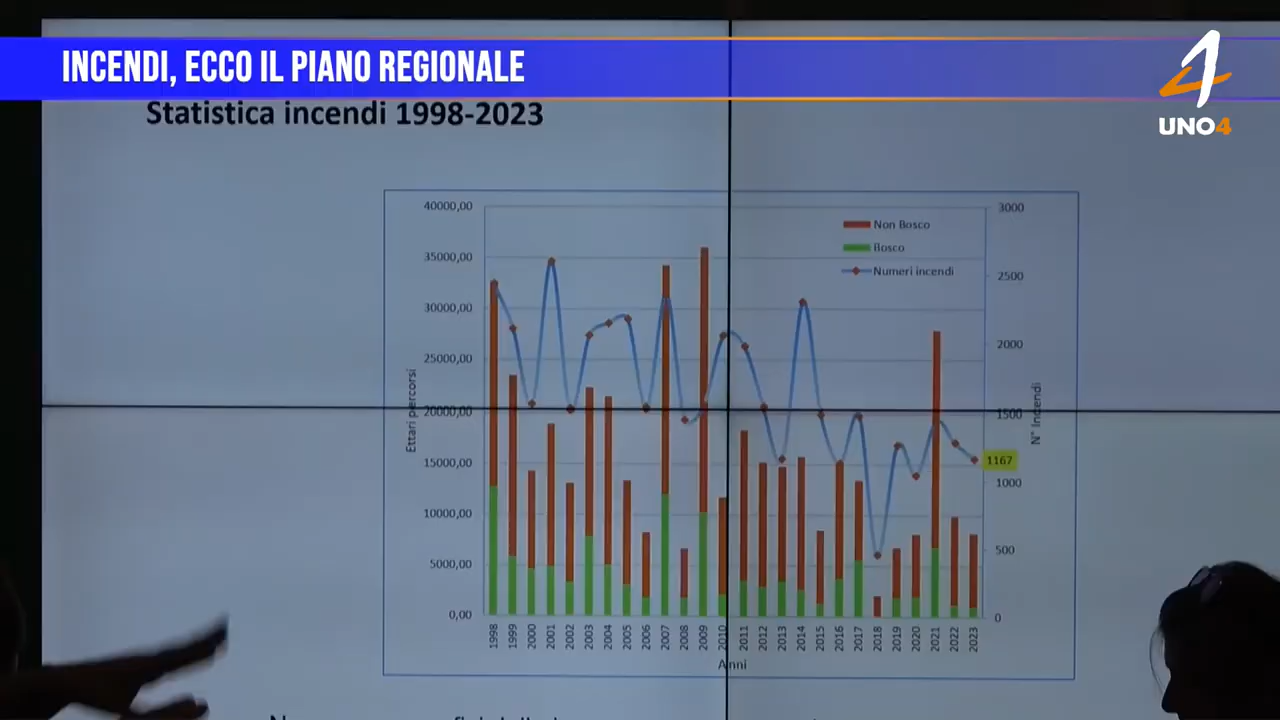 INCENDI, ECCO IL PIANO REGIONALE
UNO4
Statistica incendi 1998-2023
40000,00
35000,00
30000,00
25000,00
20000,00
15000,00
10000,00
5000,00
0,00
Ettari percorsi
Non Bosco
Bosco
Numeri incendi
3000
2500
2000
1500
1000
500
0
N° Incendi
1167
1998 1999 2000 2001 2002 2003 2004 2005 2006 2007 2008 2009 2010 2011 2012 2013 2014 2015 2016 2017 2018 2019 2020 2021 2022 2023
Anni